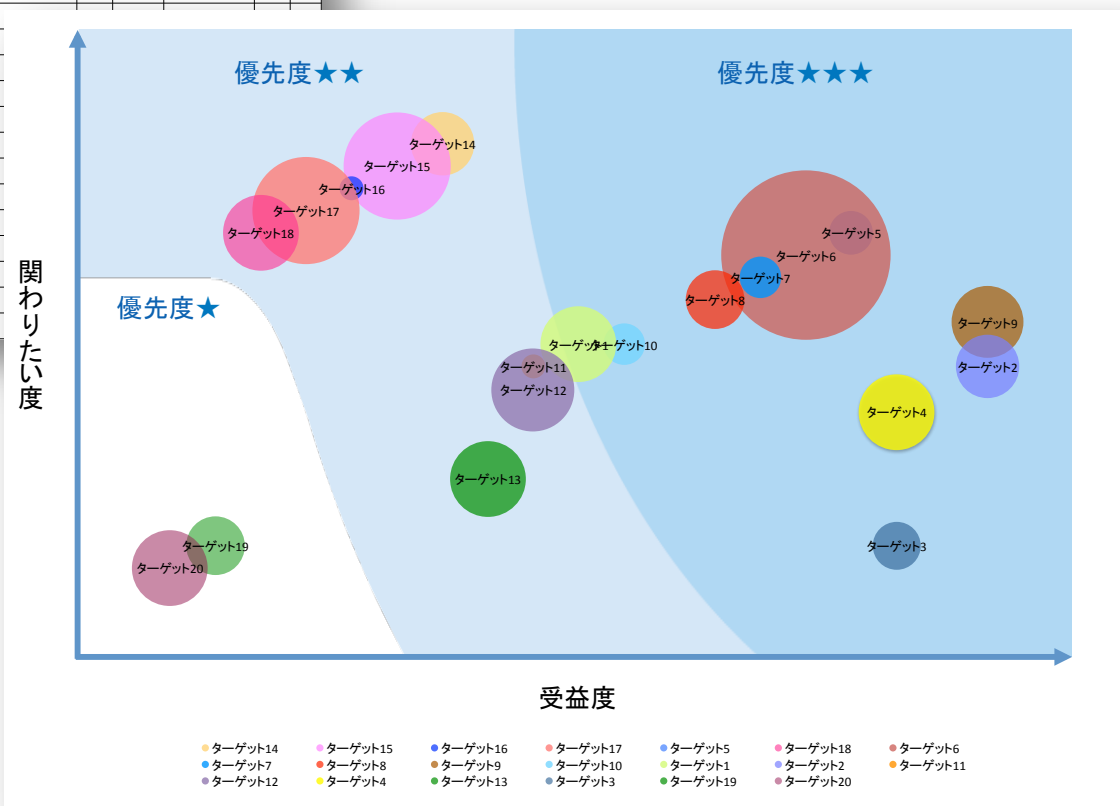 優先度★★
優先度★★★
ターゲット14
ターゲット15
ターゲット16
ターゲット17
ターゲット18
ターゲット5
ターゲット6
ターゲット7
ターゲット8
優先度★
ターゲット9
ターゲット1
ターゲット10
ターゲット11
ターゲット2
ターゲット12
ターゲット4
ターゲット13
ターゲット19
ターゲット3
ターゲット20
関わりたい度
受益度
ターゲット14 ターゲット15 ターゲット16 ターゲット17 ターゲット5 ターゲット18 ターゲット6
ターゲット7 ターゲット8 ターゲット9 ターゲット10 ターゲット1 ターゲット2 ターゲット11
ターゲット12 ターゲット4 ターゲット13 ターゲット3 ターゲット19 ターゲット20